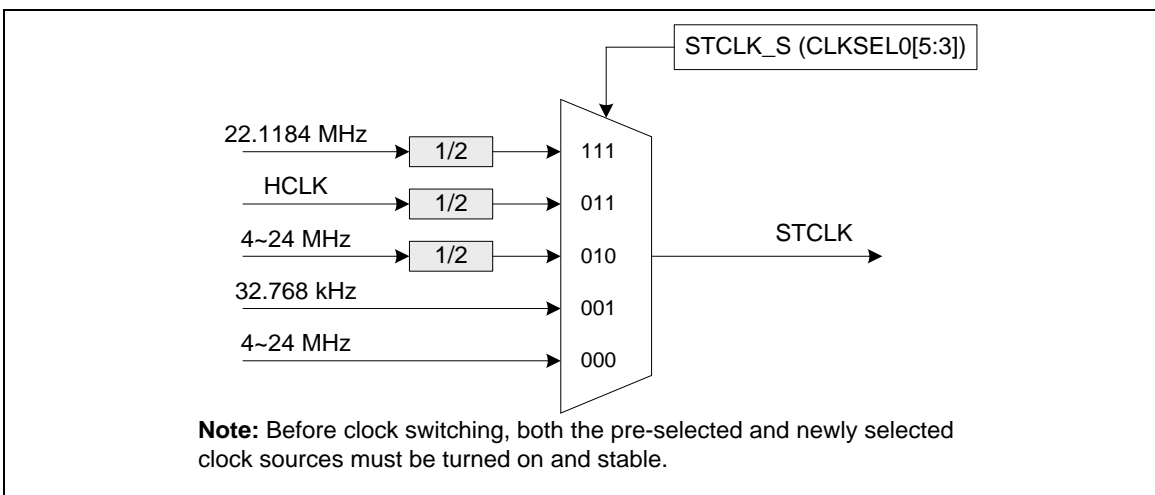 STCLK_S (CLKSEL0[5:3])
22.1184 MHz
1/2
111
HCLK
1/2
011
4~24 MHz
1/2
010
STCLK
32.768 kHz
001
4~24 MHz
000
Note: Before clock switching, both the pre-selected and newly selected
clock sources must be turned on and stable.